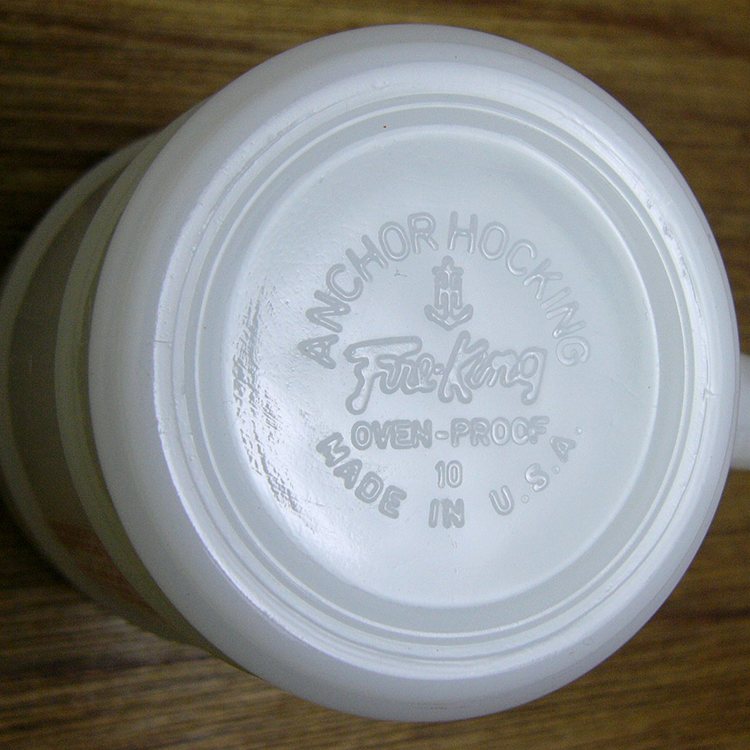 ANCHOR HOCKING
Fire-King
OVEN-PROOF
10
MADE IN U.S.A.